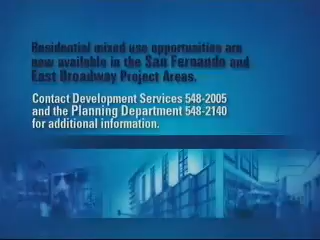 Residential mixed use opportunities are
now available in the San Fernando and
East Broadway Project Areas.
Contact Development Services 548-2005
and the Planning Department 548-2140
for additional information.